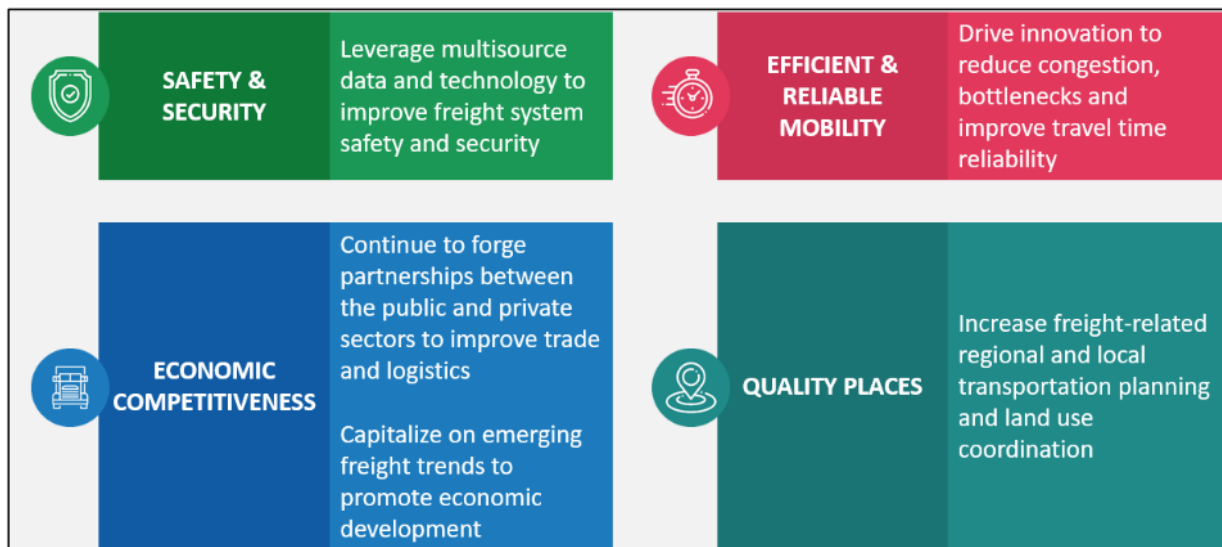 SAFETY &
SECURITY
Leverage multisource
data and technology to
improve freight system
safety and security
EFFICIENT &
RELIABLE
MOBILITY
Drive innovation to
reduce congestion,
bottlenecks and
improve travel time
reliability
ECONOMIC
COMPETITIVENESS
Continue to forge
partnerships between
the public and private
sectors to improve trade
and logistics
Capitalize on emerging
freight trends to
promote economic
development
QUALITY PLACES
Increase freight-related
regional and local
transportation planning
and land use
coordination